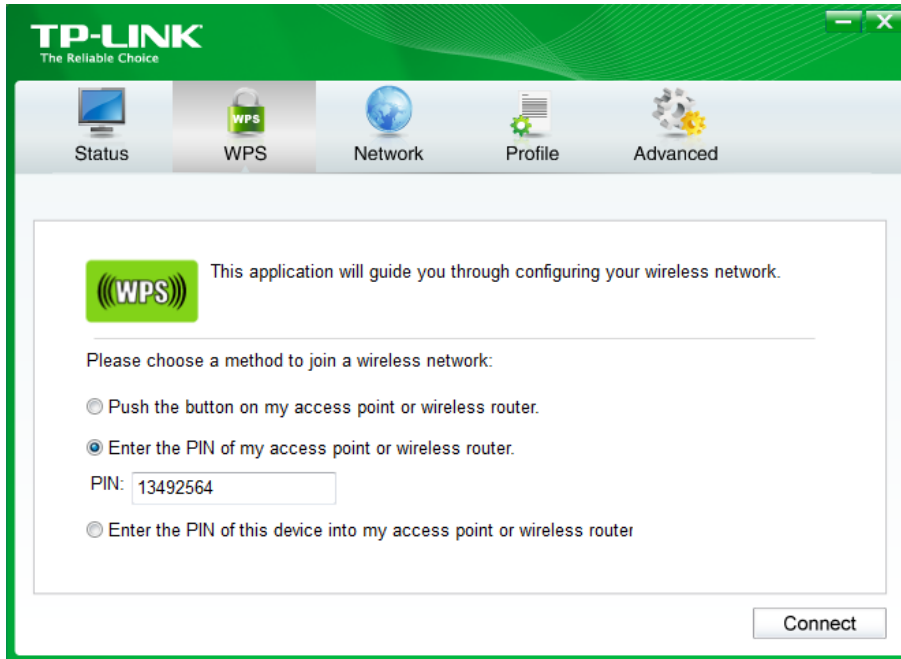 TP-LINK
The Reliable Choice
Status
WPS
WPS
Network
Profile
Advanced
(((WPS)))
This application will guide you through configuring your wireless network.
Please choose a method to join a wireless network:
Push the button on my access point or wireless router.
Enter the PIN of my access point or wireless router.
PIN: 13492564
Enter the PIN of this device into my access point or wireless router
Connect